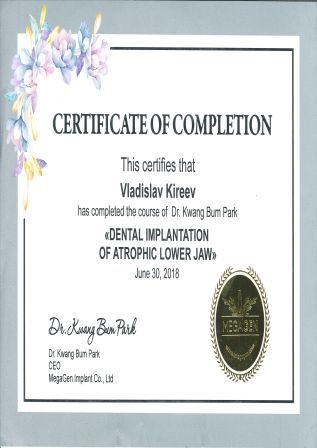 CERTIFICATE OF COMPLETION
This certifies that
Vladislav Kireev
has completed the course of Dr. Kwang Bum Park
«DENTAL IMPLANTATION
OF ATROPHIC LOWER JAW»
June 30, 2018
Dr. Kwang Bum Park
Dr. Kwang Bum Park
CEO
MegaGen Implant Co., Ltd
MEGAGEN